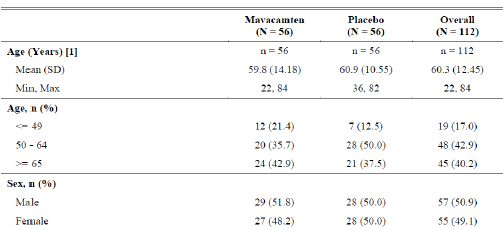 Mavacamten Placebo Overall
(N = 56) (N = 56) (N = 112)
Age (Years) [1] n = 56 n = 56 n = 112
Mean (SD) 59.8 (14.18) 60.9 (10.55) 60.3 (12.45)
Min, Max 22, 84 36, 82 22, 84
Age, n (%)
<= 49 12 (21.4) 7 (12.5) 19 (17.0)
50 - 64 20 (35.7) 28 (50.0) 48 (42.9)
>= 65 24 (42.9) 21 (37.5) 45 (40.2)
Sex, n (%)
Male 29 (51.8) 28 (50.0) 57 (50.9)
Female 27 (48.2) 28 (50.0) 55 (49.1)